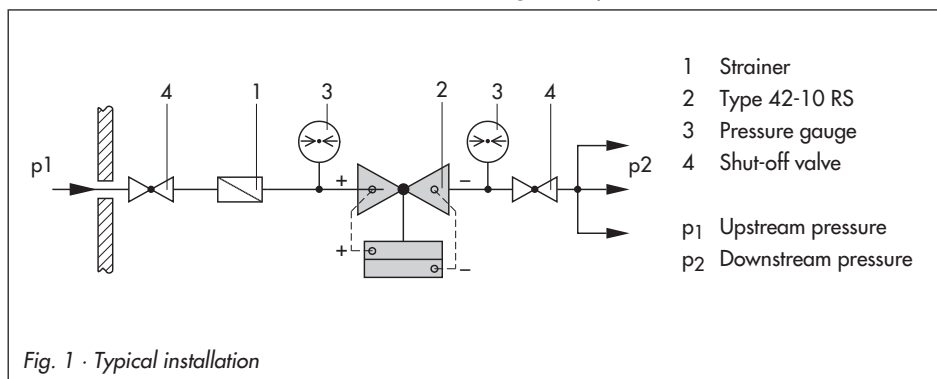 4 1 3 2 3 4
p1
+ −
p2
+
−
1 Strainer
2 Type 42-10 RS
3 Pressure gauge
4 Shut-off valve
p1 Upstream pressure
p2 Downstream pressure
Fig. 1 · Typical installation